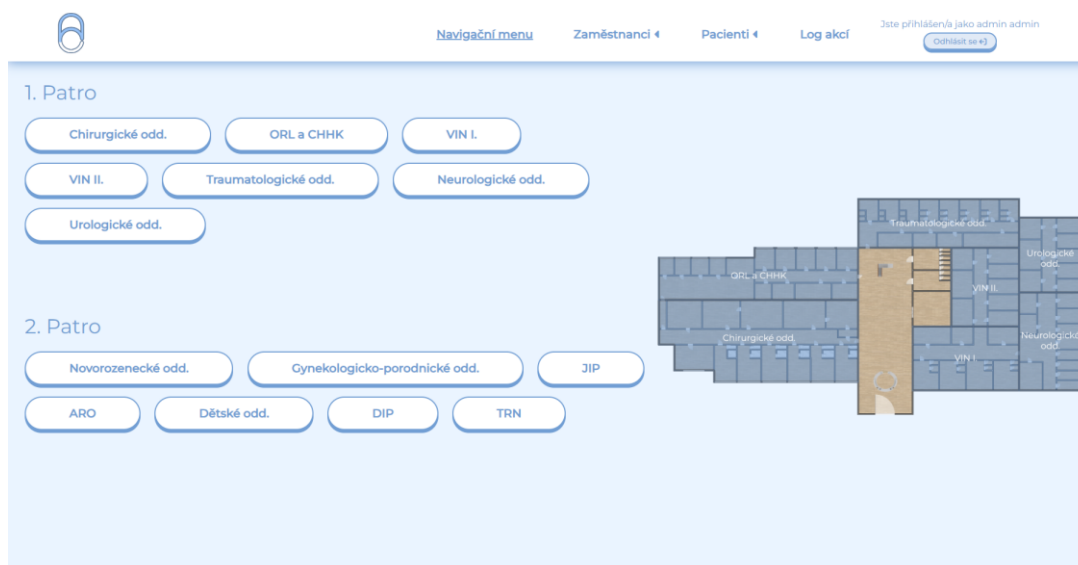 Navigační menu Zaměstnanci Pacienti Log akcí
Jste přihlášen/a jako admin admin
Odhlásit se
1. Patro
Chirurgické odd. ORL a CHHK VIN I.
VIN II. Traumatologické odd. Neurologické odd.
Urologické odd.
2. Patro
Novorozenecké odd. Gynekologicko-porodnické odd. JIP
ARO Dětské odd. DIP TRN
Traumatologické odd.
Urologické
odd.
ORL a CHHK
VIN II.
Chirurgické odd.
Neurologické
odd.
VIN I.